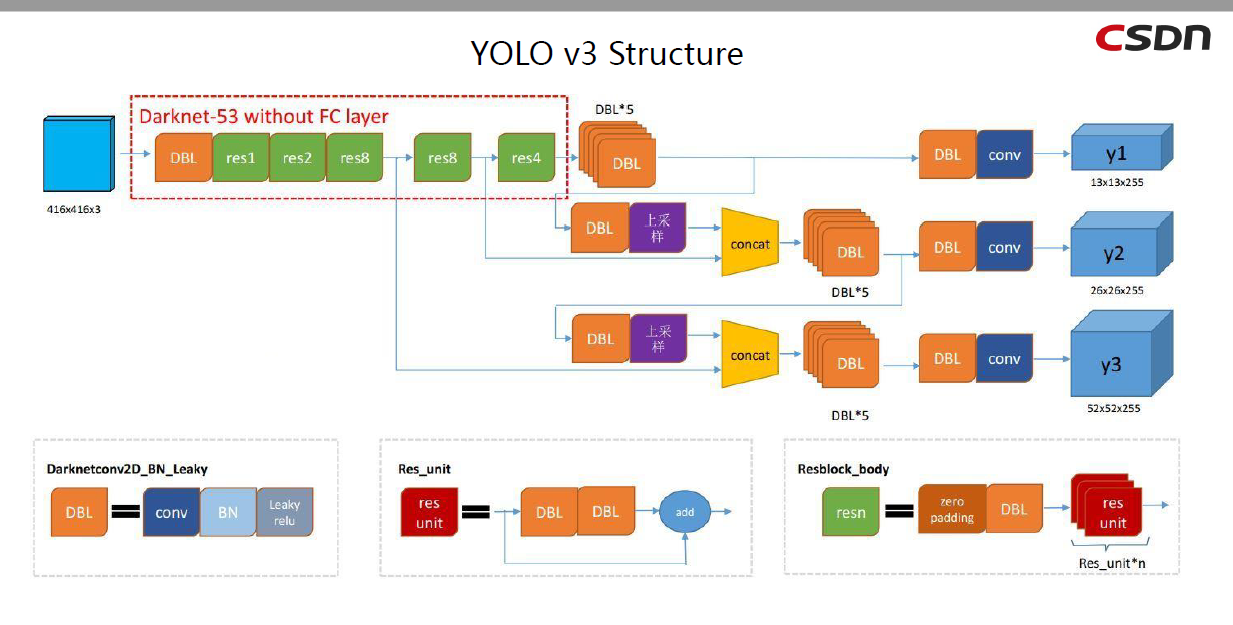 CSDN
YOLO v3 Structure
Darknet-53 without FC layer
DBL*5
DBL
res1
res2
res8
res8
res4
DBL
DBL
conv
y1
416x416x3
13x13x255
DBL
上采
样
concat
DBL
DBL
conv
y2
DBL*5
26x26x255
DBL
上采
样
concat
DBL
DBL
conv
y3
DBL*5
52x52x255
Darknetconv2D_BN_Leaky
DBL
conv
BN
Leaky
relu
Res_unit
res
unit
DBL
DBL
add
Resblock_body
resn
zero
padding
DBL
res
unit
Res_unit*n